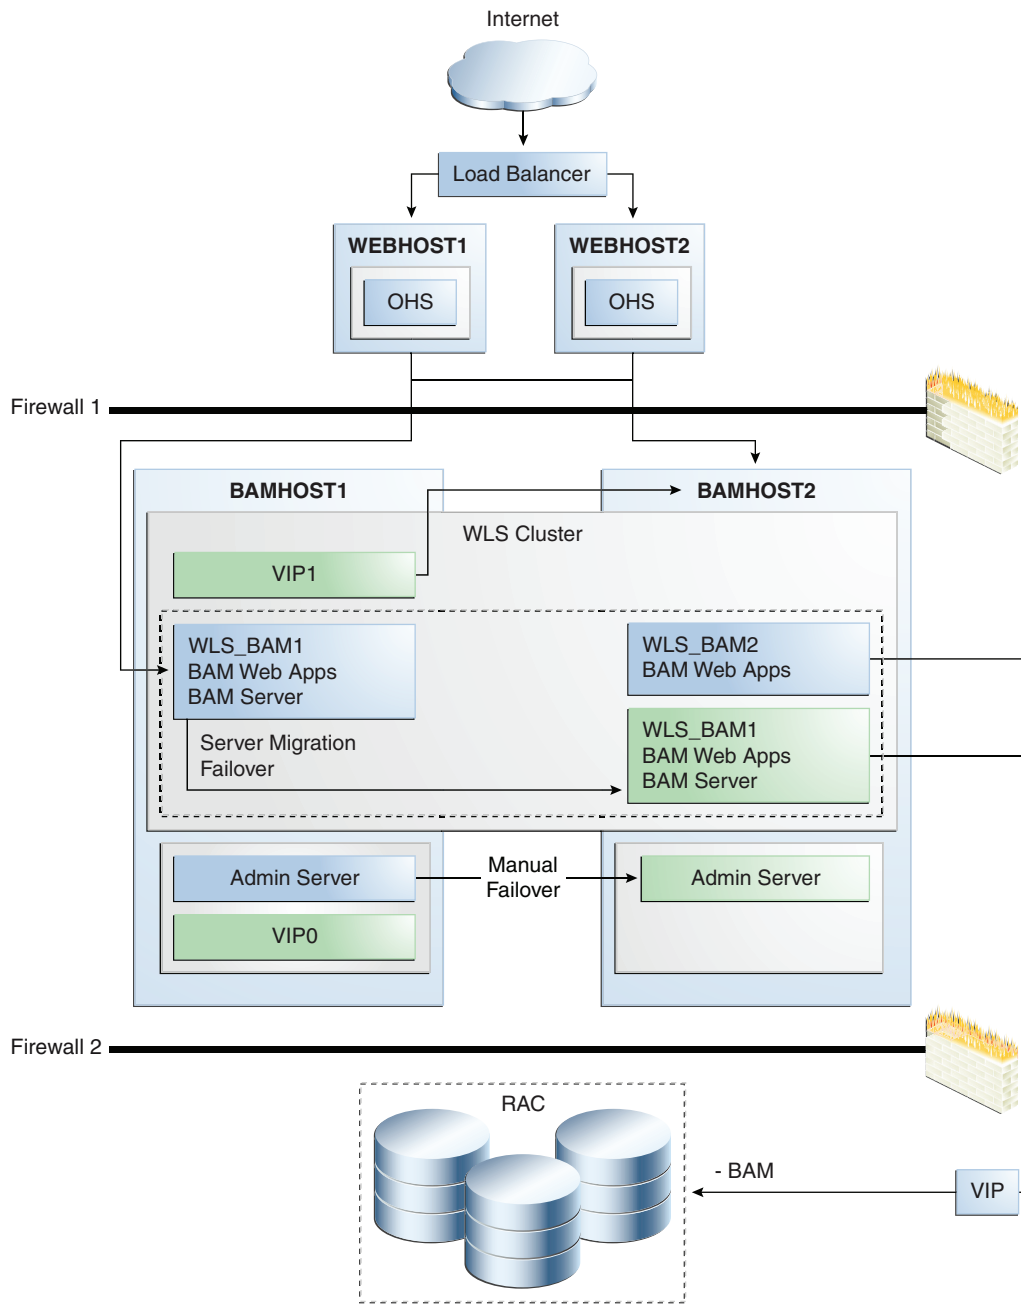 Internet
Load Balancer
WEBHOST1
WEBHOST2
OHS
OHS
Firewall 1
BAMHOST1
BAMHOST2
WLS Cluster
VIP1
WLS_BAM1
BAM Web Apps
BAM Server
WLS_BAM2
BAM Web Apps
Server Migration
Failover
WLS_BAM1
BAM Web Apps
BAM Server
Admin Server
Manual
Failover
Admin Server
VIP0
Firewall 2
RAC
- BAM
VIP